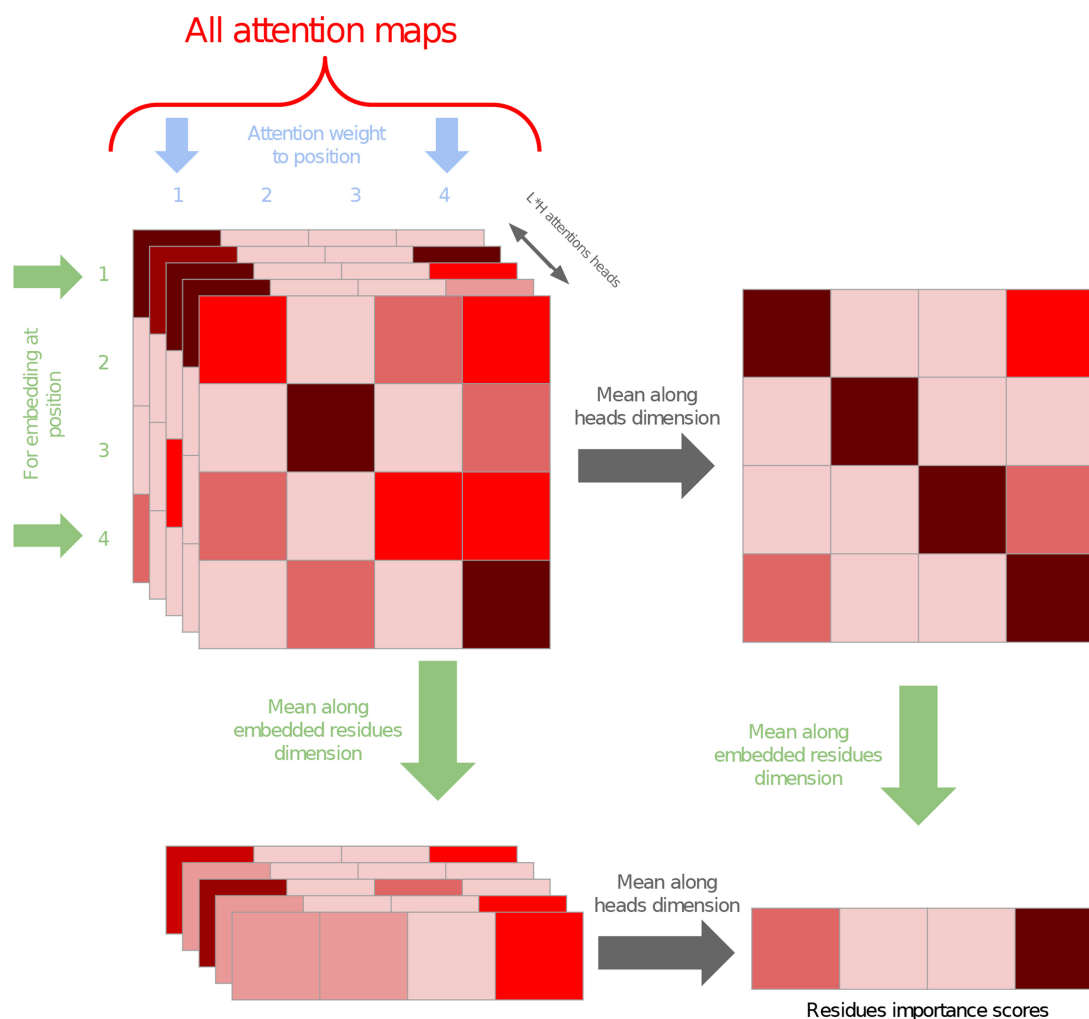 All attention maps
Attention weight
to position
1
2
3
4
L*H attentions heads
For embedding at
position
1
2
3
4
Mean along
heads dimension
Mean along
embedded residues
dimension
Mean along
embedded residues
dimension
Mean along
heads dimension
Residues importance scores